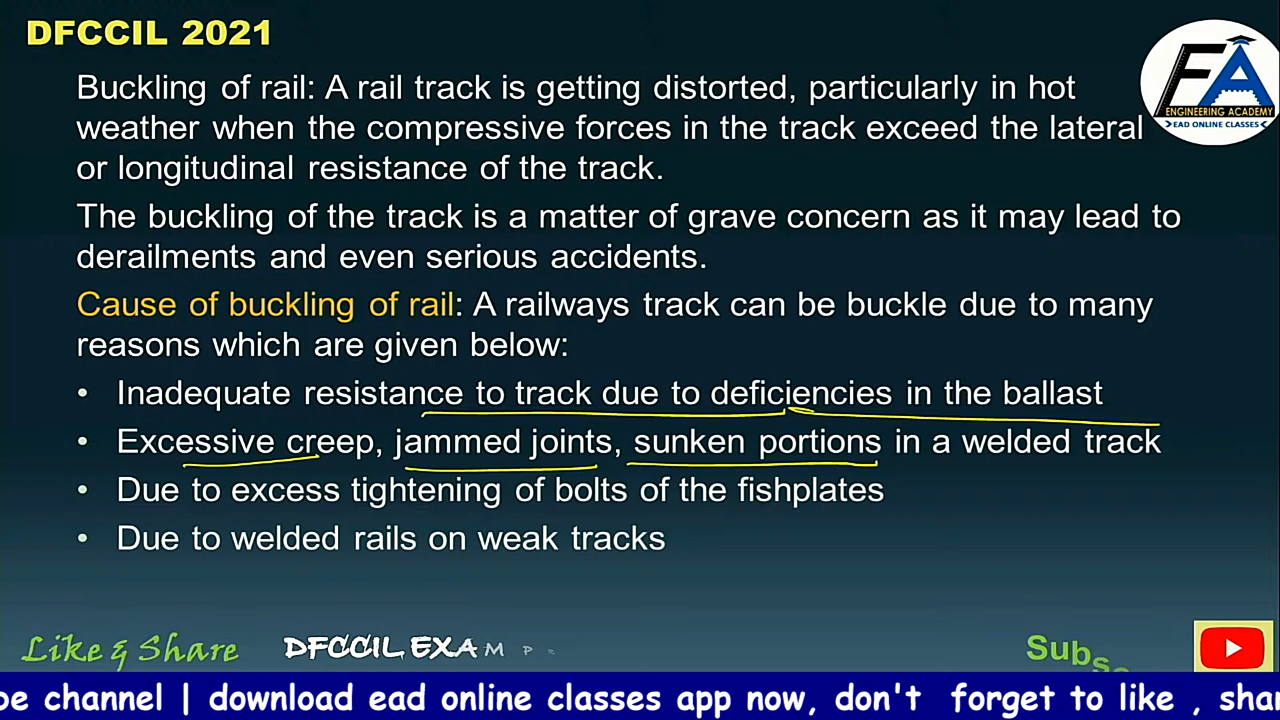 DFCCIL 2021
Buckling of rail: A rail track is getting distorted, particularly in hot
weather when the compressive forces in the track exceed the lateral
or longitudinal resistance of the track.
ENGINEERING ACADEMY
EAD ONLINE CLASSES
The buckling of the track is a matter of grave concern as it may lead to
derailments and even serious accidents.
Cause of buckling of rail: A railways track can be buckle due to many
reasons which are given below:
• Inadequate resistance to track due to deficiencies in the ballast
• Excessive creep, jammed joints, sunken portions in a welded track
• Due to excess tightening of bolts of the fishplates
• Due to welded rails on weak tracks
Like & Share DFCCIL EXAM P Subs
be channel | download ead online classes app now, don't forget to like , shar